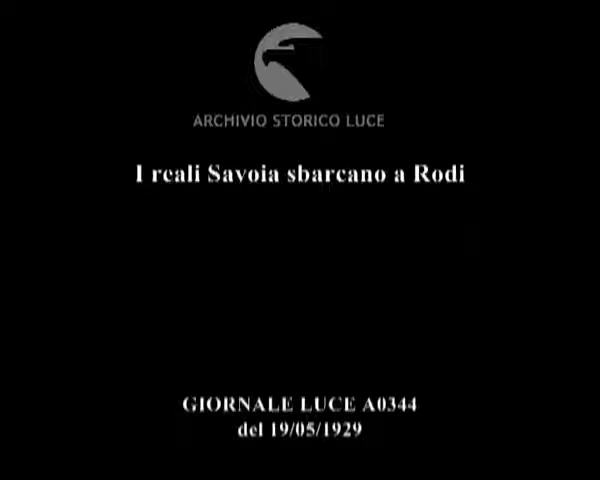 ARCHIVIO STORICO LUCE
I reali Savoia sbarcano a Rodi
GIORNALE LUCE A0344
del 19/05/1929